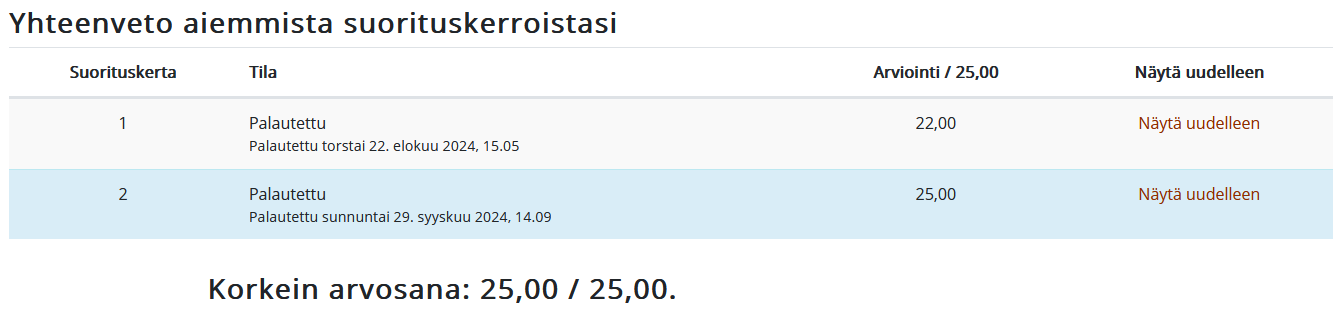 Yhteenveto aiemmista suorituskerroistasi
Suorituskerta Tila Arviointi / 25,00 Näytä uudelleen
1 Palautettu 22,00 Näytä uudelleen
Palautettu torstai 22. elokuu 2024, 15.05
2 Palautettu 25,00 Näytä uudelleen
Palautettu sunnuntai 29. syyskuu 2024, 14.09
Korkein arvosana: 25,00 / 25,00.